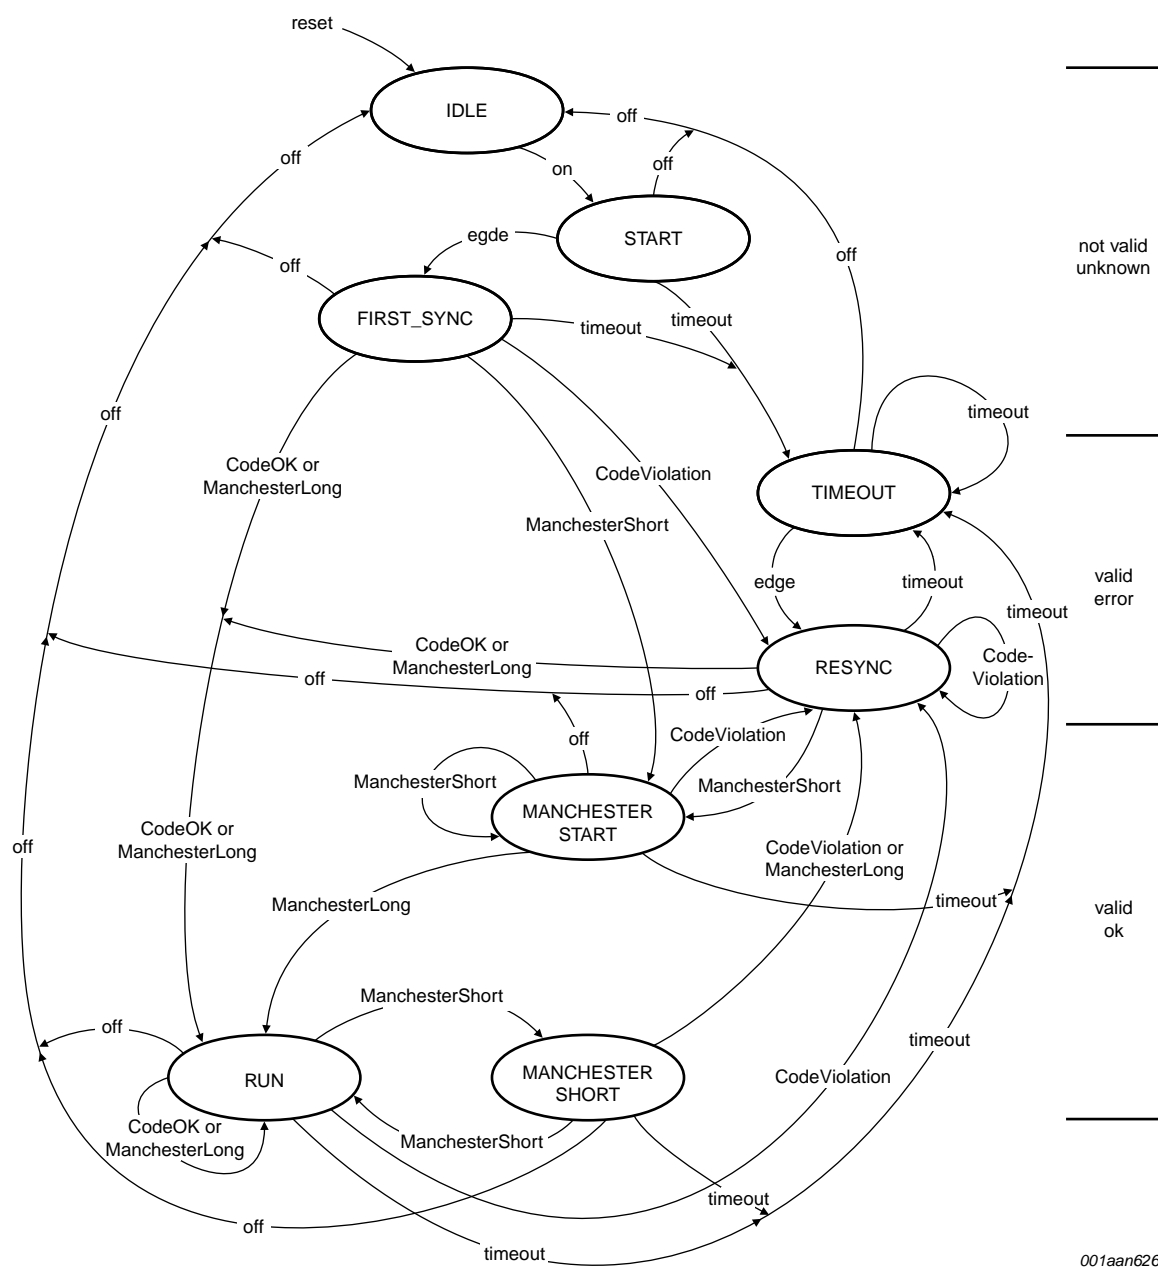 reset
IDLE
off
on
off
off
START
egde
not valid
unknown
off
off
FIRST_SYNC
timeout
timeout
timeout
off
CodeOK or
ManchesterLong
CodeViolation
TIMEOUT
ManchesterShort
edge
timeout
valid
error
timeout
CodeOK or
ManchesterLong
RESYNC
Code-
Violation
off
off
off
CodeViolation
ManchesterShort
ManchesterShort
MANCHESTER
START
CodeOK or
ManchesterLong
off
CodeViolation or
ManchesterLong
ManchesterLong
timeout
valid
ok
ManchesterShort
off
timeout
RUN
MANCHESTER
SHORT
CodeViolation
CodeOK or
ManchesterLong
ManchesterShort
timeout
off
timeout
001aan626